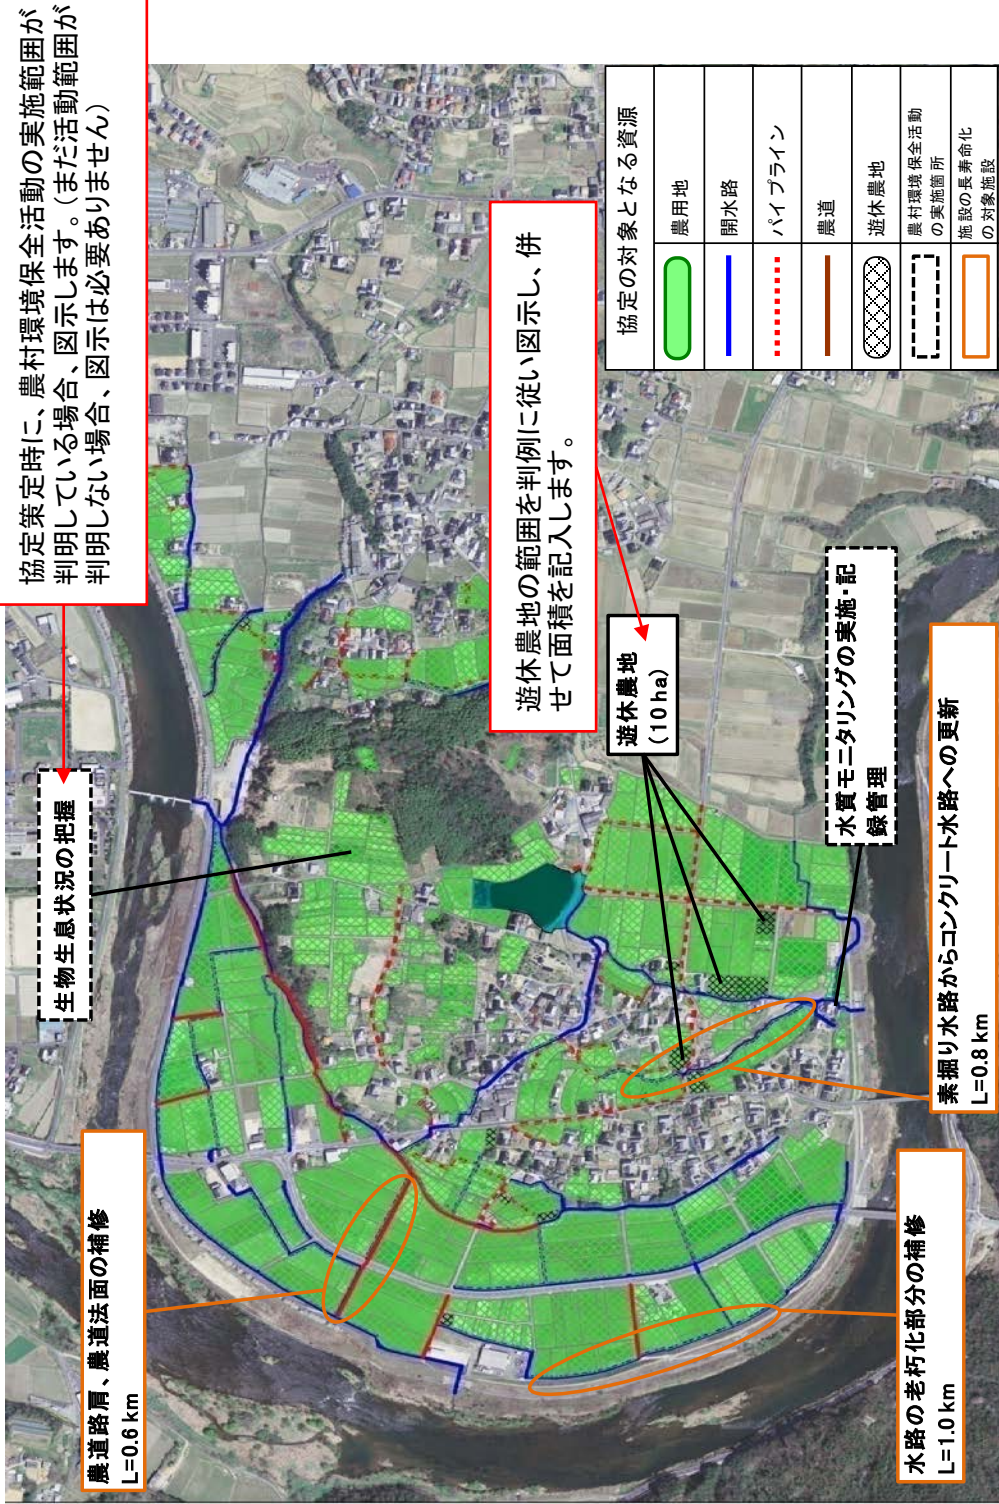 協定策定時に、農村環境保全活動の実施範囲が
判明している場合、図示します。（まだ活動範囲が
判明しない場合、図示は必要ありません）
生物生息状況の把握
農道路肩、農道法面の補修
L=0.6 km
遊休農地の範囲を判例に従い図示し、併
せて面積を記入します。
遊休農地
（10 ha）
水質モニタリングの実施・記
録管理
素掘り水路からコンクリート水路への更新
L=0.8 km
水路の老朽化部分の補修
L=1.0 km
協定の対象となる資源
農用地
開水路
パイプライン
農道
遊休農地
農村環境保全活動
の実施箇所
施設の長寿命化
の対象施設